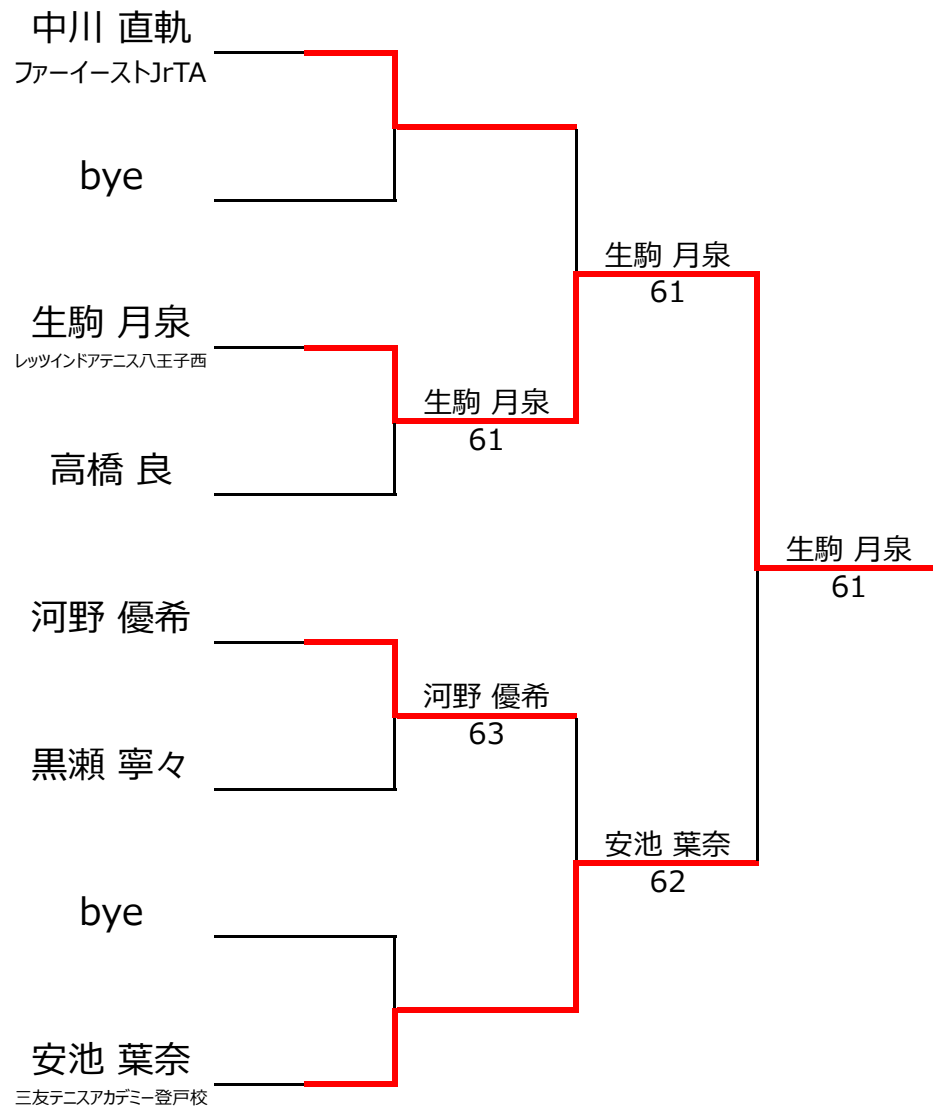 中川 直軌
ファーイーストJrTA
bye
生駒 月泉
61
生駒 月泉
レッツインドアテニス八王子西
生駒 月泉
61
高橋 良
生駒 月泉
61
河野 優希
河野 優希
63
黒瀬 寧々
安池 葉奈
62
bye
安池 葉奈
三友テニスアカデミー登戸校